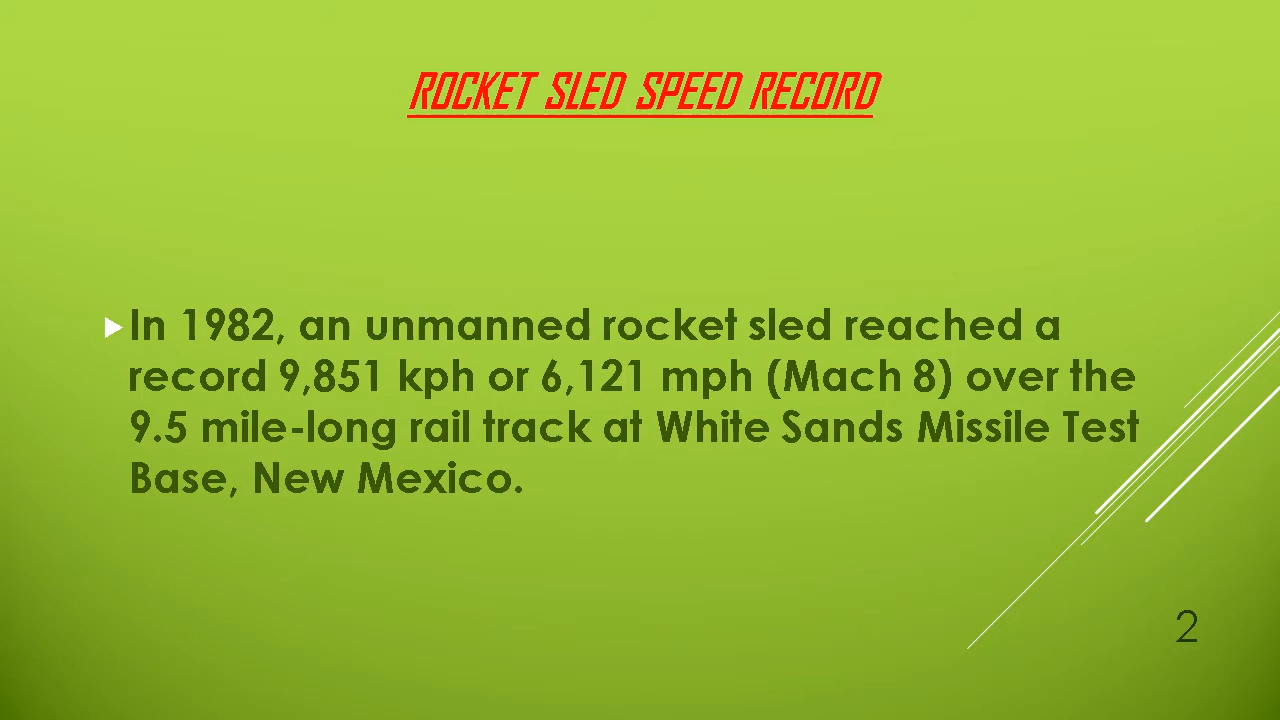 ROCKET SLED SPEED RECORD
In 1982, an unmanned rocket sled reached a
record 9,851 kph or 6,121 mph (Mach 8) over the
9.5 mile-long rail track at White Sands Missile Test
Base, New Mexico.
2